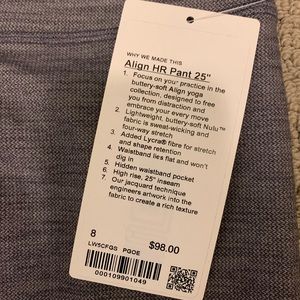 WHY WE MADE THIS
Align HR Pant 25"
1. Focus on your practice in the
buttery-soft Align yoga
collection, designed to free
you from distraction and
embrace your every move
2. Lightweight, buttery-soft Nulu™
fabric is sweat-wicking and
four-way stretch
3. Added Lycra® fibre for stretch
and shape retention
4. Waistband lies flat and won't
dig in
5. Hidden waistband pocket
6. High rise, 25" inseam
7. Our jacquard technique
engineers artwork into the
fabric to create a rich texture
8 $98.00
LW5CFGS PGOE
000109901049